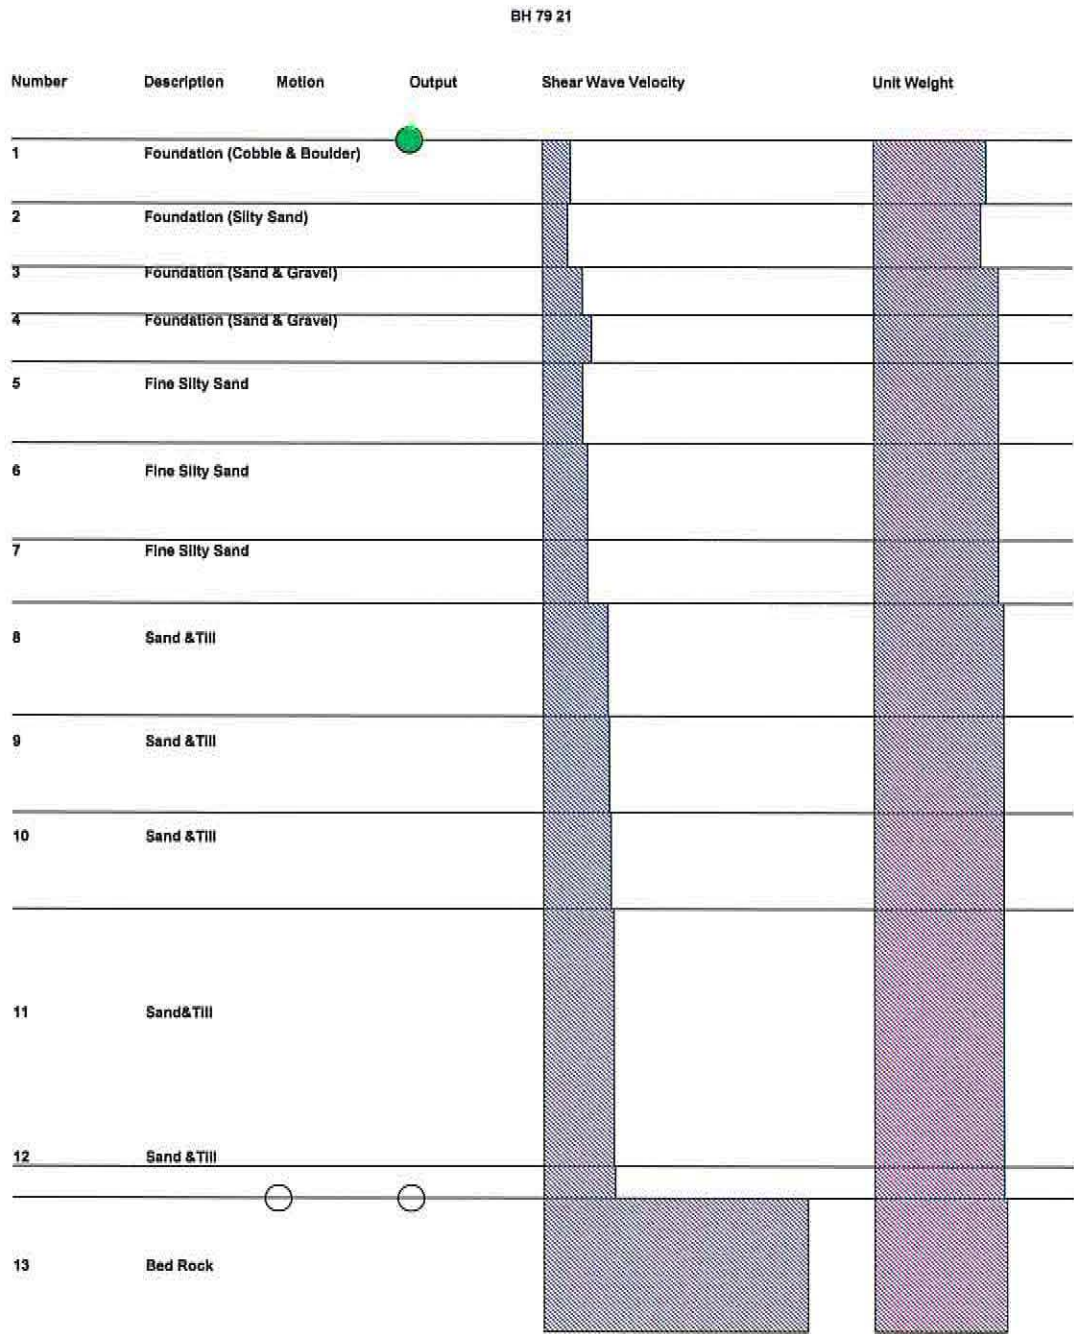 BH 79 21
Number Description Motion Output Shear Wave Velocity Unit Weight
1 Foundation (Cobble & Boulder)
2 Foundation (Silty Sand)
3 Foundation (Sand & Gravel)
4 Foundation (Sand & Gravel)
5 Fine Silty Sand
6 Fine Silty Sand
7 Fine Silty Sand
8 Sand &Till
9 Sand &Till
10 Sand &Till
11 Sand&Till
12 Sand &Till
13 Bed Rock